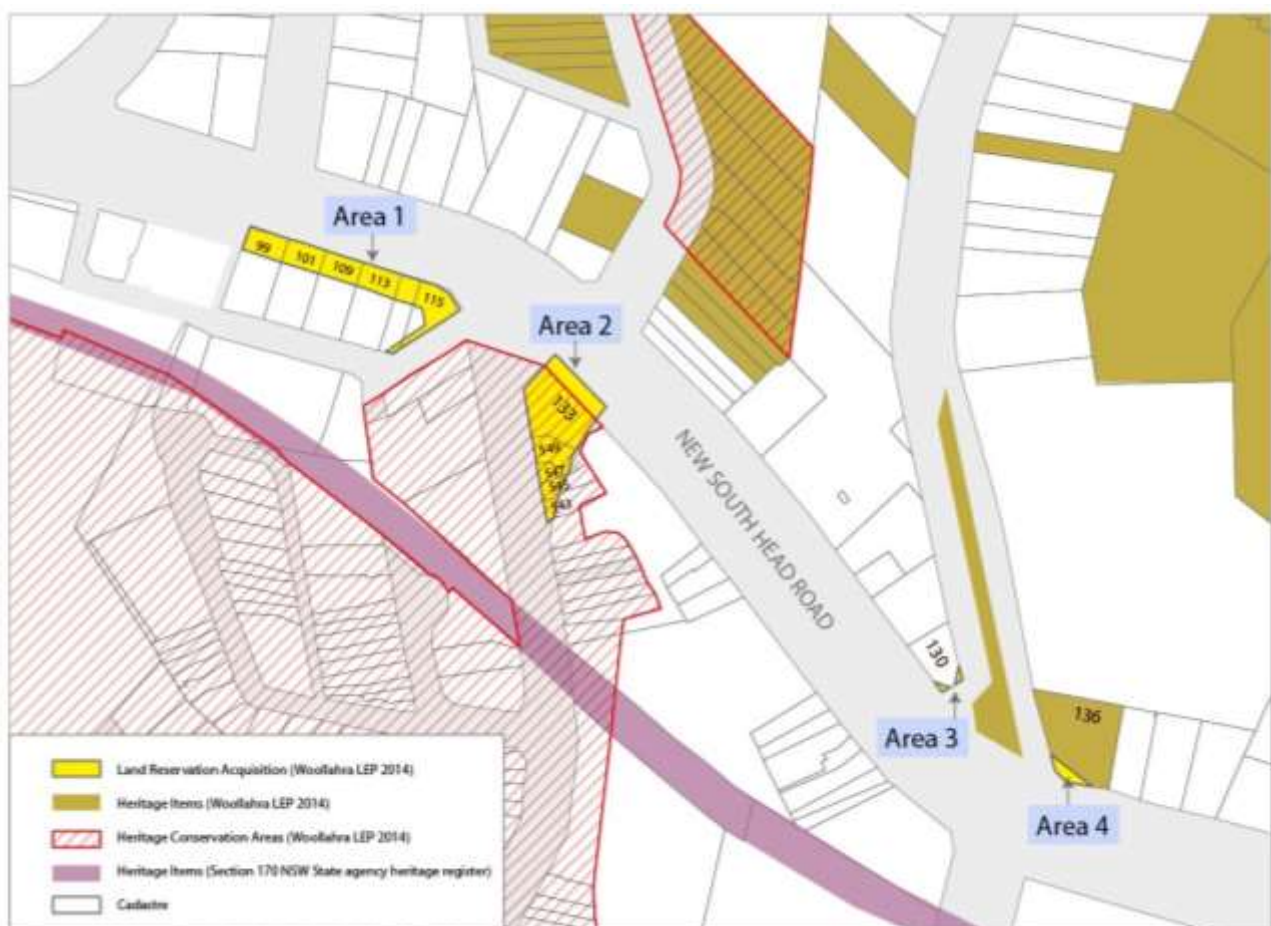 Area 1
99
101
109
113
115
Area 2
133
549
NEW SOUTH HEAD ROAD
130
136
Area 3
Area 4
Land Reservation Acquisition (Woollahra LEP 2014)
Heritage Items (Woollahra LEP 2014)
Heritage Conservation Areas (Woollahra LEP 2014)
Heritage Items (Section 170 NSW State agency heritage register)
Cadastre